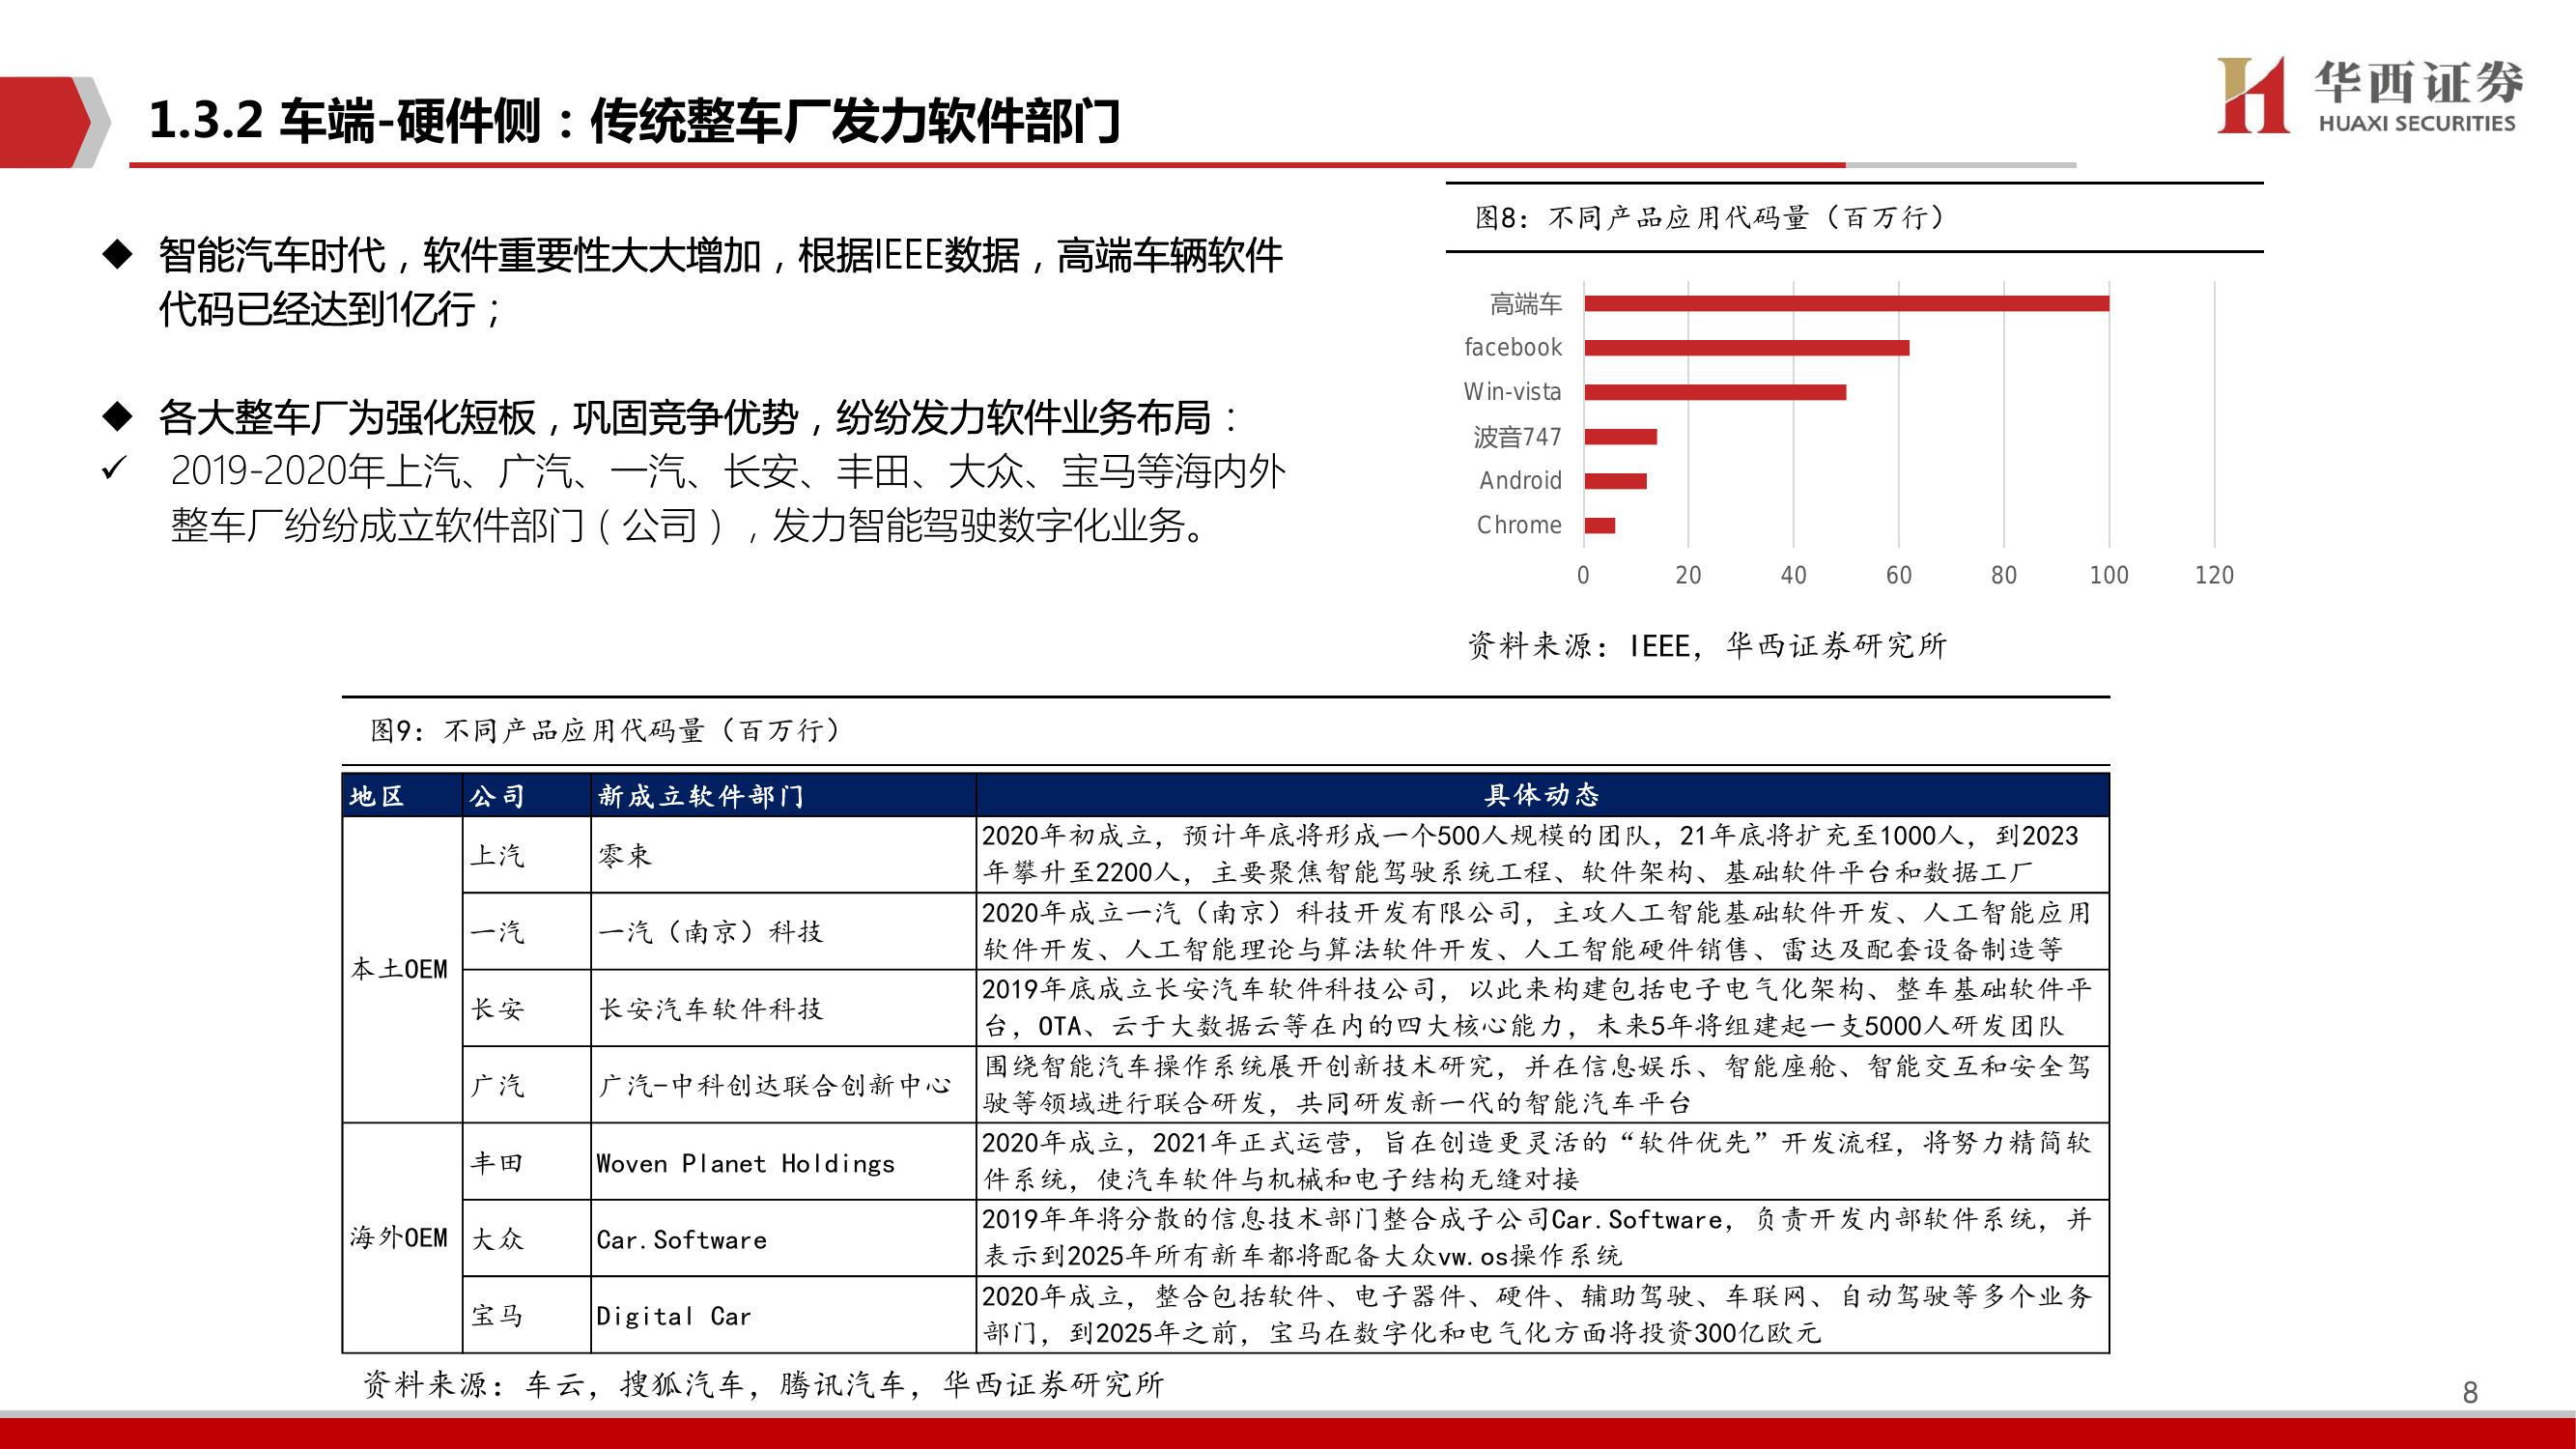 1.3.2 车端-硬件侧：传统整车厂发力软件部门
华西证券
HUAXI SECURITIES
◆ 智能汽车时代，软件重要性大大增加，根据IEEE数据，高端车辆软件
代码已经达到1亿行；
◆ 各大整车厂为强化短板，巩固竞争优势，纷纷发力软件业务布局：
✓ 2019-2020年上汽、广汽、一汽、长安、丰田、大众、宝马等海内外
整车厂纷纷成立软件部门（公司），发力智能驾驶数字化业务。
图8：不同产品应用代码量（百万行）
高端车
facebook
Win-vista
波音747
Android
Chrome
0 20 40 60 80 100 120
资料来源：IEEE，华西证券研究所
图9：不同产品应用代码量（百万行）
地区 公司 新成立软件部门 具体动态
本土OEM
上汽 零束
2020年初成立，预计年底将形成一个500人规模的团队，21年底将扩充至1000人，到2023
年攀升至2200人，主要聚焦智能驾驶系统工程、软件架构、基础软件平台和数据工厂
一汽 一汽（南京）科技
2020年成立一汽（南京）科技开发有限公司，主攻人工智能基础软件开发、人工智能应用
软件开发、人工智能理论与算法软件开发、人工智能硬件销售、雷达及配套设备制造等
长安 长安汽车软件科技
2019年底成立长安汽车软件科技公司，以此来构建包括电子电气化架构、整车基础软件平
台，OTA、云于大数据云等在内的四大核心能力，未来5年将组建起一支5000人研发团队
广汽 广汽-中科创达联合创新中心
围绕智能汽车操作系统展开创新技术研究，并在信息娱乐、智能座舱、智能交互和安全驾
驶等领域进行联合研发，共同研发新一代的智能汽车平台
海外OEM
丰田 Woven Planet Holdings
2020年成立，2021年正式运营，旨在创造更灵活的“软件优先”开发流程，将努力精简软
件系统，使汽车软件与机械和电子结构无缝对接
大众 Car.Software
2019年年将分散的信息技术部门整合成子公司Car.Software，负责开发内部软件系统，并
表示到2025年所有新车都将配备大众vw.os操作系统
宝马 Digital Car
2020年成立，整合包括软件、电子器件、硬件、辅助驾驶、车联网、自动驾驶等多个业务
部门，到2025年之前，宝马在数字化和电气化方面将投资300亿欧元
资料来源：车云，搜狐汽车，腾讯汽车，华西证券研究所
8